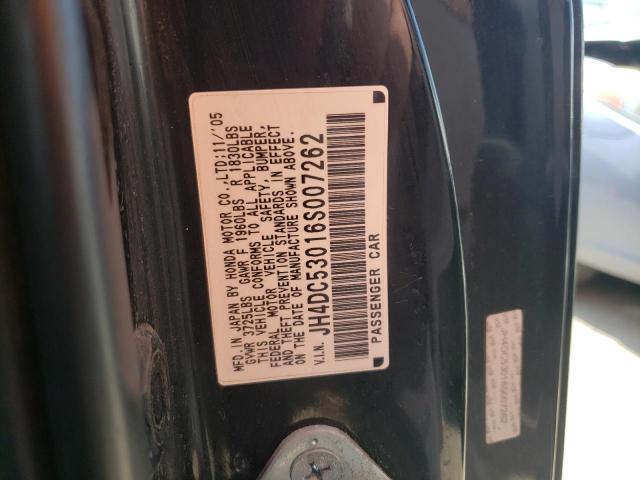 MFD. IN JAPAN BY HONDA MOTOR CO.,LTD:11/'05
GVWR 3725LBS GAWR F 1960LBS R 1830LBS
THIS VEHICLE CONFORMS TO ALL APPLICABLE
FEDERAL MOTOR VEHICLE SAFETY, BUMPER,
AND THEFT PREVENTION STANDARDS IN EFFECT
ON THE DATE OF MANUFACTURE SHOWN ABOVE.
V.I.N. JH4DC53016S007262
PASSENGER CAR